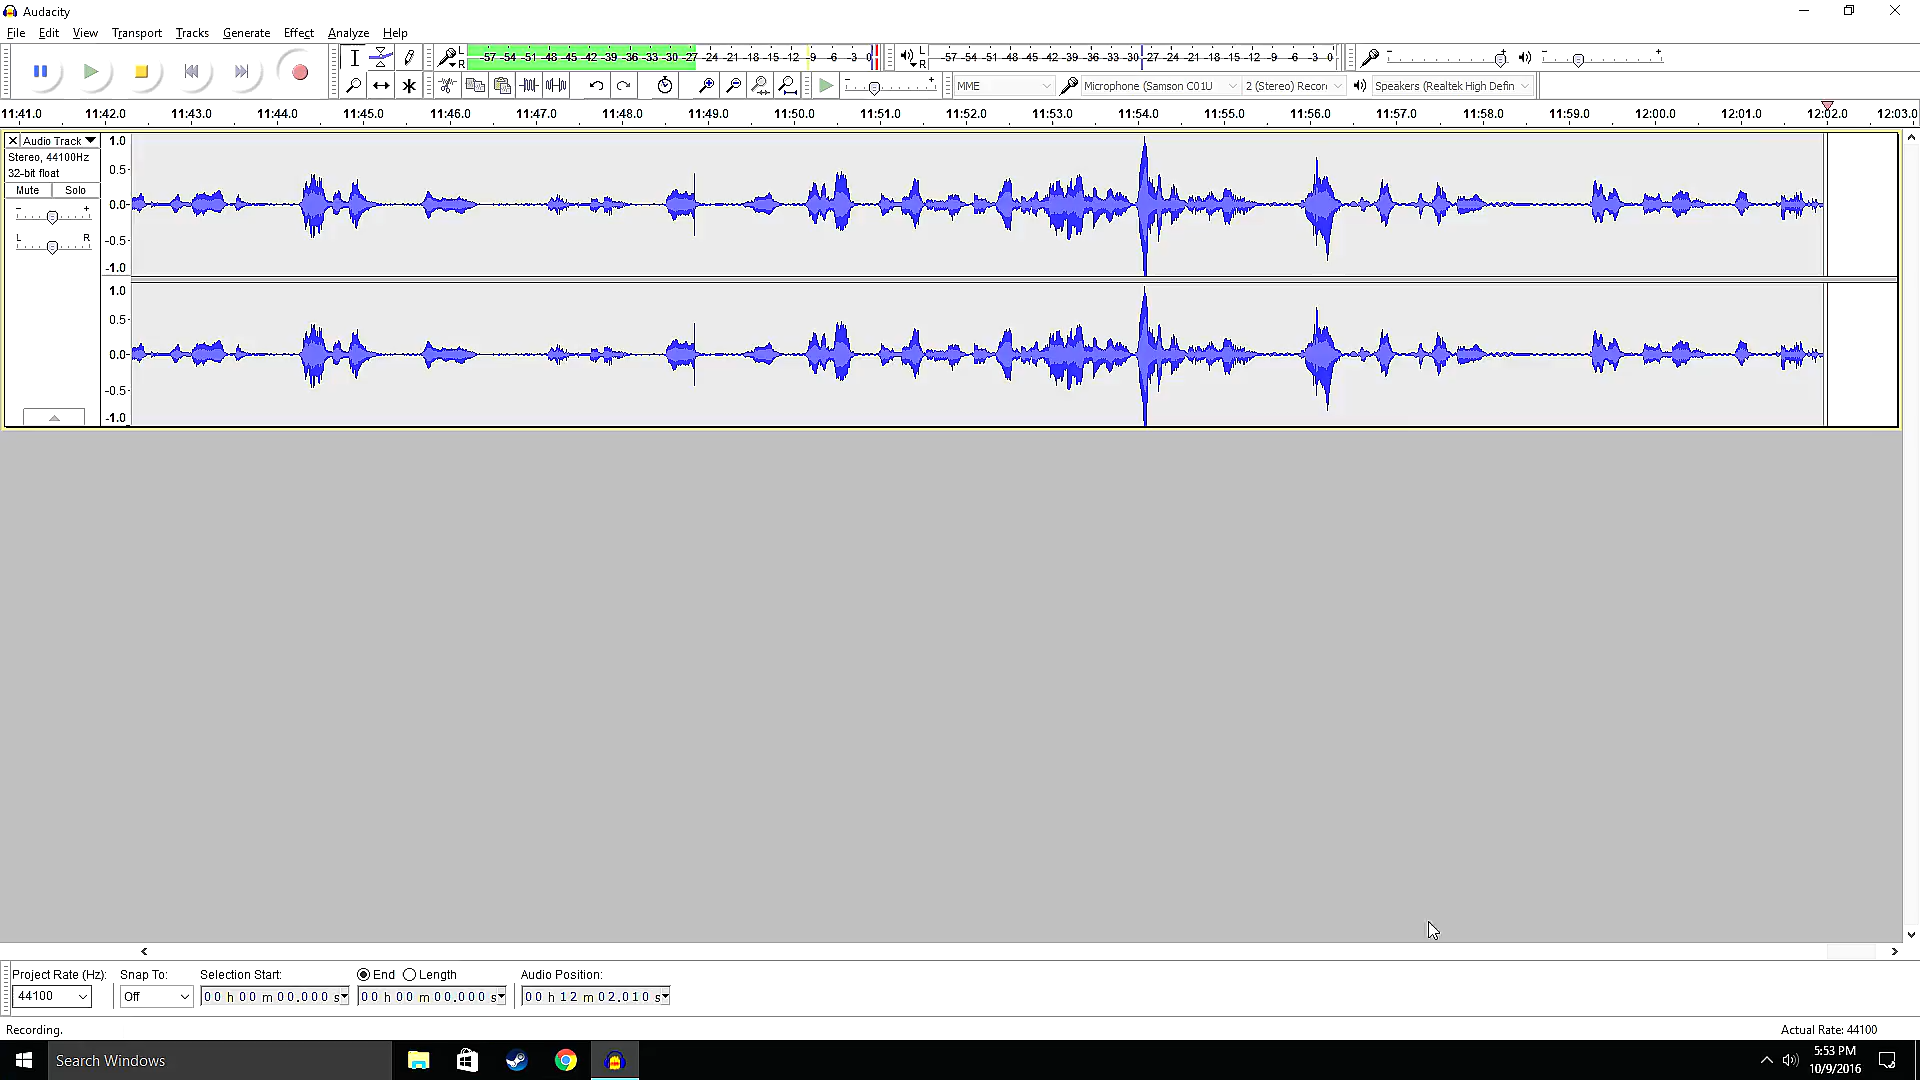 Audacity
File Edit View Transport Tracks Generate Effect Analyze Help
L
R
-57 -54 -51 -48 -45 -42 -39 -36 -33 -30 -27 -24 -21 -18 -15 -12 -9 -6 -3 0
L
R
-57 -54 -51 -48 -45 -42 -39 -36 -33 -30 -27 -24 -21 -18 -15 -12 -9 -6 -3 0
- +
- +
- +
MME
Microphone (Samson C01U
2 (Stereo) Recor
Speakers (Realtek High Defin
11:41.0 11:42.0 11:43.0 11:44.0 11:45.0 11:46.0 11:47.0 11:48.0 11:49.0 11:50.0 11:51.0 11:52.0 11:53.0 11:54.0 11:55.0 11:56.0 11:57.0 11:58.0 11:59.0 12:00.0 12:01.0 12:02.0 12:03.0
Audio Track
Stereo, 44100Hz
32-bit float
Mute Solo
- +
L R
1.0
0.5
0.0
-0.5
-1.0
1.0
0.5
0.0
-0.5
-1.0
Project Rate (Hz): Snap To: Selection Start: End Length Audio Position:
44100 Off 00 h 00 m 00.000 s 00 h 00 m 00.000 s 00 h 12 m 02.010 s
Recording. Actual Rate: 44100
Search Windows
5:53 PM
10/9/2016